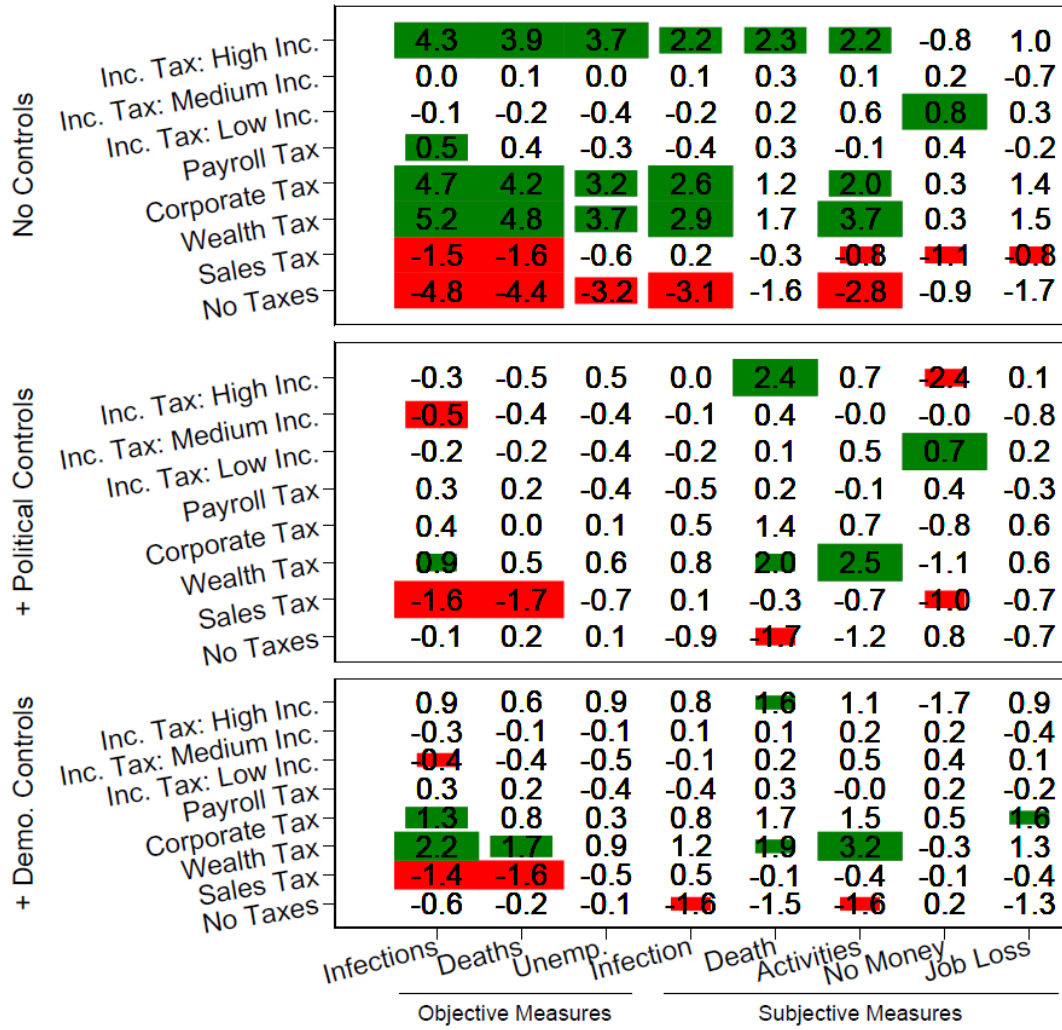 No Controls
Inc. Tax: High Inc. 4.3 3.9 3.7 2.2 2.3 2.2 -0.8 1.0
Inc. Tax: Medium Inc. 0.0 0.1 0.0 0.1 0.3 0.1 0.2 -0.7
Inc. Tax: Low Inc. -0.1 -0.2 -0.4 -0.2 0.2 0.6 0.8 0.3
Payroll Tax 0.5 0.4 -0.3 -0.4 0.3 -0.1 0.4 -0.2
Corporate Tax 4.7 4.2 3.2 2.6 1.2 2.0 0.3 1.4
Wealth Tax 5.2 4.8 3.7 2.9 1.7 3.7 0.3 1.5
Sales Tax -1.5 -1.6 -0.6 0.2 -0.3 -0.8 -1.1 -0.8
No Taxes -4.8 -4.4 -3.2 -3.1 -1.6 -2.8 -0.9 -1.7
+ Political Controls
Inc. Tax: High Inc. -0.3 -0.5 0.5 0.0 2.4 0.7 -2.4 0.1
Inc. Tax: Medium Inc. -0.5 -0.4 -0.4 -0.1 0.4 -0.0 -0.0 -0.8
Inc. Tax: Low Inc. -0.2 -0.2 -0.4 -0.2 0.1 0.5 0.7 0.2
Payroll Tax 0.3 0.2 -0.4 -0.5 0.2 -0.1 0.4 -0.3
Corporate Tax 0.4 0.0 0.1 0.5 1.4 0.7 -0.8 0.6
Wealth Tax 0.9 0.5 0.6 0.8 2.0 2.5 -1.1 0.6
Sales Tax -1.6 -1.7 -0.7 0.1 -0.3 -0.7 -1.0 -0.7
No Taxes -0.1 0.2 0.1 -0.9 -1.7 -1.2 0.8 -0.7
+ Demo. Controls
Inc. Tax: High Inc. 0.9 0.6 0.9 0.8 1.6 1.1 -1.7 0.9
Inc. Tax: Medium Inc. -0.3 -0.1 -0.1 0.1 0.1 0.2 0.2 -0.4
Inc. Tax: Low Inc. -0.4 -0.4 -0.5 -0.1 0.2 0.5 0.4 0.1
Payroll Tax 0.3 0.2 -0.4 -0.4 0.3 -0.0 0.2 -0.2
Corporate Tax 1.3 0.8 0.3 0.8 1.7 1.5 0.5 1.6
Wealth Tax 2.2 1.7 0.9 1.2 1.9 3.2 -0.3 1.3
Sales Tax -1.4 -1.6 -0.5 0.5 -0.1 -0.4 -0.1 -0.4
No Taxes -0.6 -0.2 -0.1 -1.6 -1.5 -1.6 0.2 -1.3
Infections Deaths Unemp. Infection Death Activities No Money Job Loss
Objective Measures Subjective Measures